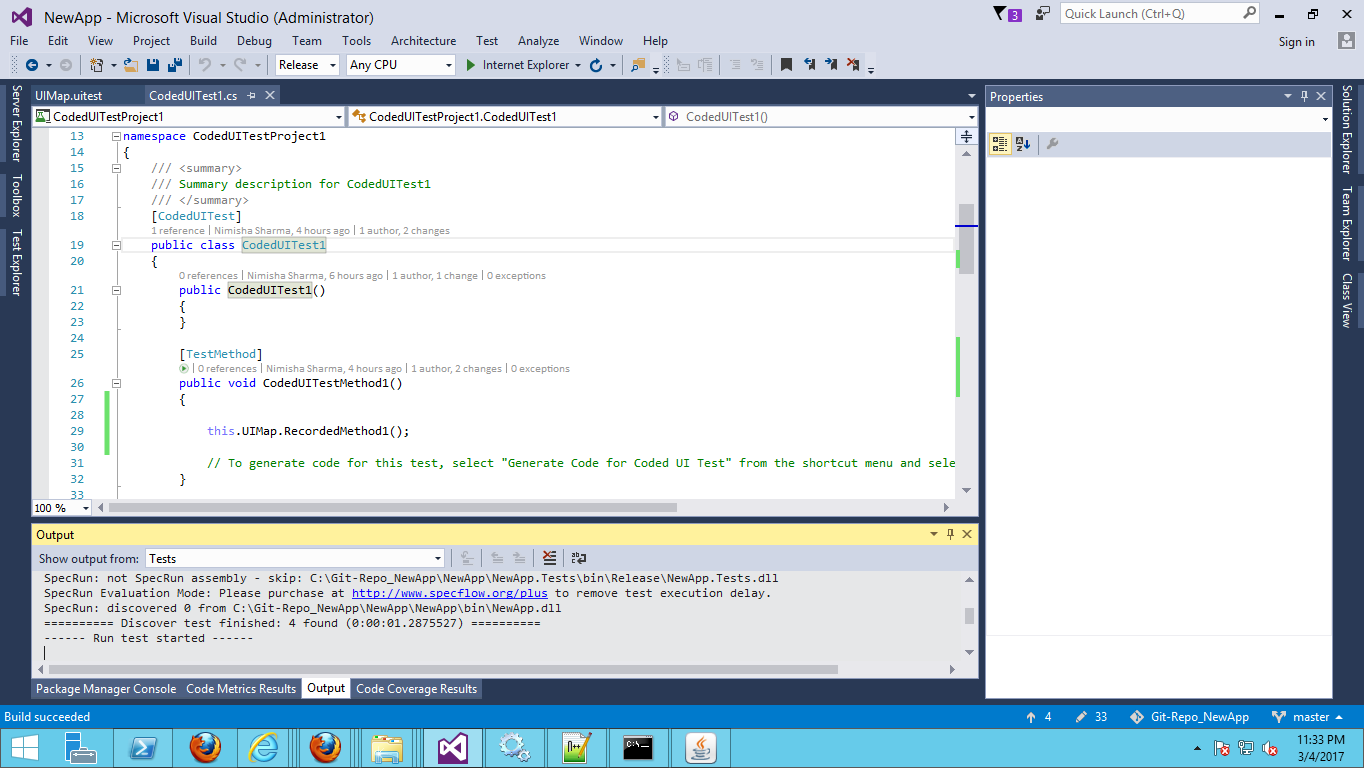 NewApp - Microsoft Visual Studio (Administrator)
3
Quick Launch (Ctrl+Q)
File Edit View Project Build Debug Team Tools Architecture Test Analyze Window Help
Sign in
Release Any CPU Internet Explorer
Server Explorer
Toolbox
Test Explorer
UIMap.uitest CodedUITest1.cs
CodedUITestProject1 CodedUITestProject1.CodedUITest1 CodedUITest1()
13 namespace CodedUITestProject1
14 {
15 /// <summary>
16 /// Summary description for CodedUITest1
17 /// </summary>
18 [CodedUITest]
1 reference | Nimisha Sharma, 4 hours ago | 1 author, 2 changes
19 public class CodedUITest1
20 {
0 references | Nimisha Sharma, 6 hours ago | 1 author, 1 change | 0 exceptions
21 public CodedUITest1()
22 {
23 }
24
25 [TestMethod]
| 0 references | Nimisha Sharma, 4 hours ago | 1 author, 2 changes | 0 exceptions
26 public void CodedUITestMethod1()
27 {
28
29 this.UIMap.RecordedMethod1();
30
31 // To generate code for this test, select "Generate Code for Coded UI Test" from the shortcut menu and sele
32 }
33
100 %
Output
Show output from: Tests
SpecRun: not SpecRun assembly - skip: C:\Git-Repo_NewApp\NewApp\NewApp.Tests\bin\Release\NewApp.Tests.dll
SpecRun Evaluation Mode: Please purchase at http://www.specflow.org/plus to remove test execution delay.
SpecRun: discovered 0 from C:\Git-Repo_NewApp\NewApp\NewApp\bin\NewApp.dll
========== Discover test finished: 4 found (0:00:01.2875527) ==========
------ Run test started ------
Package Manager Console Code Metrics Results Output Code Coverage Results
Properties
Solution Explorer
Team Explorer
Class View
Build succeeded 4 33 Git-Repo_NewApp master
11:33 PM
3/4/2017